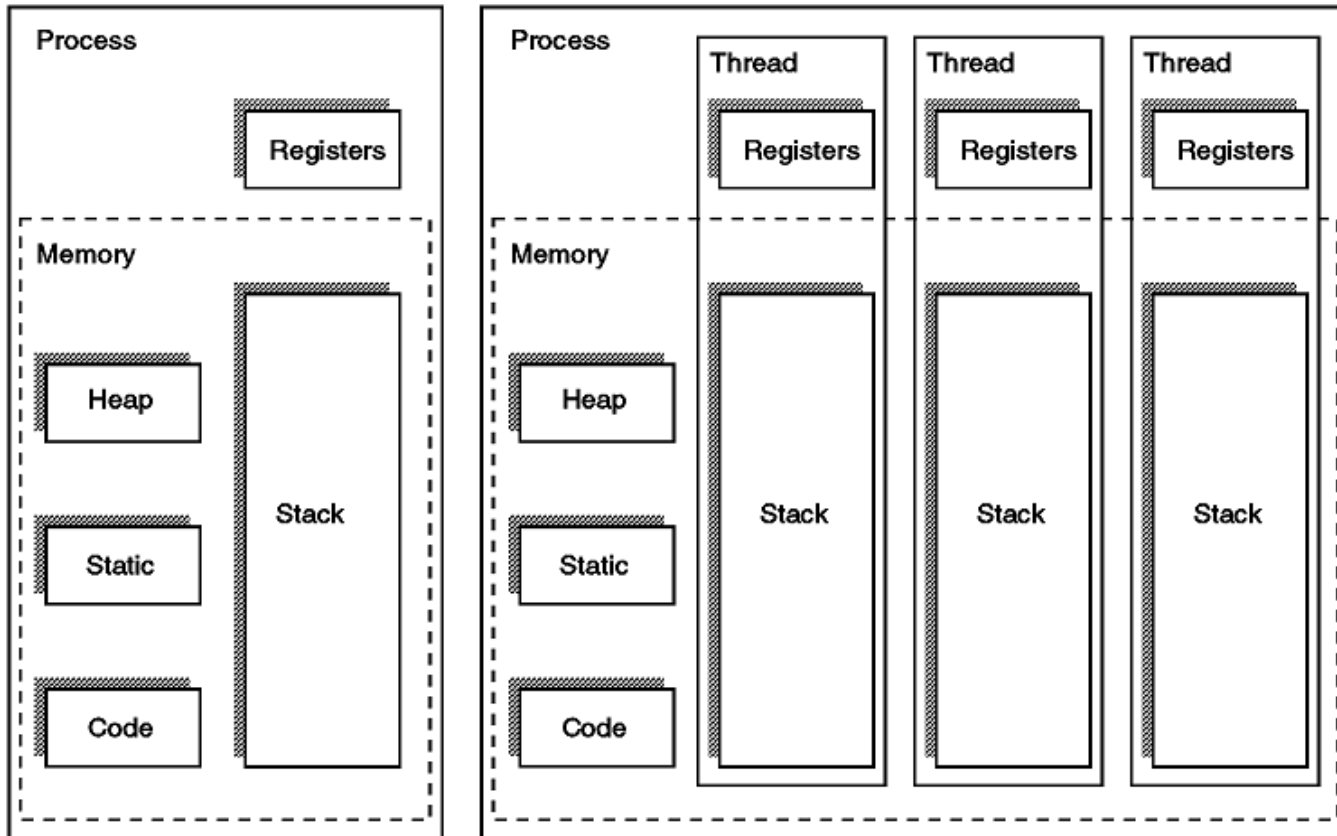 Process
Registers
Memory
Heap
Stack
Static
Code
Process
Thread
Thread
Thread
Registers
Registers
Registers
Memory
Heap
Stack
Stack
Stack
Static
Code